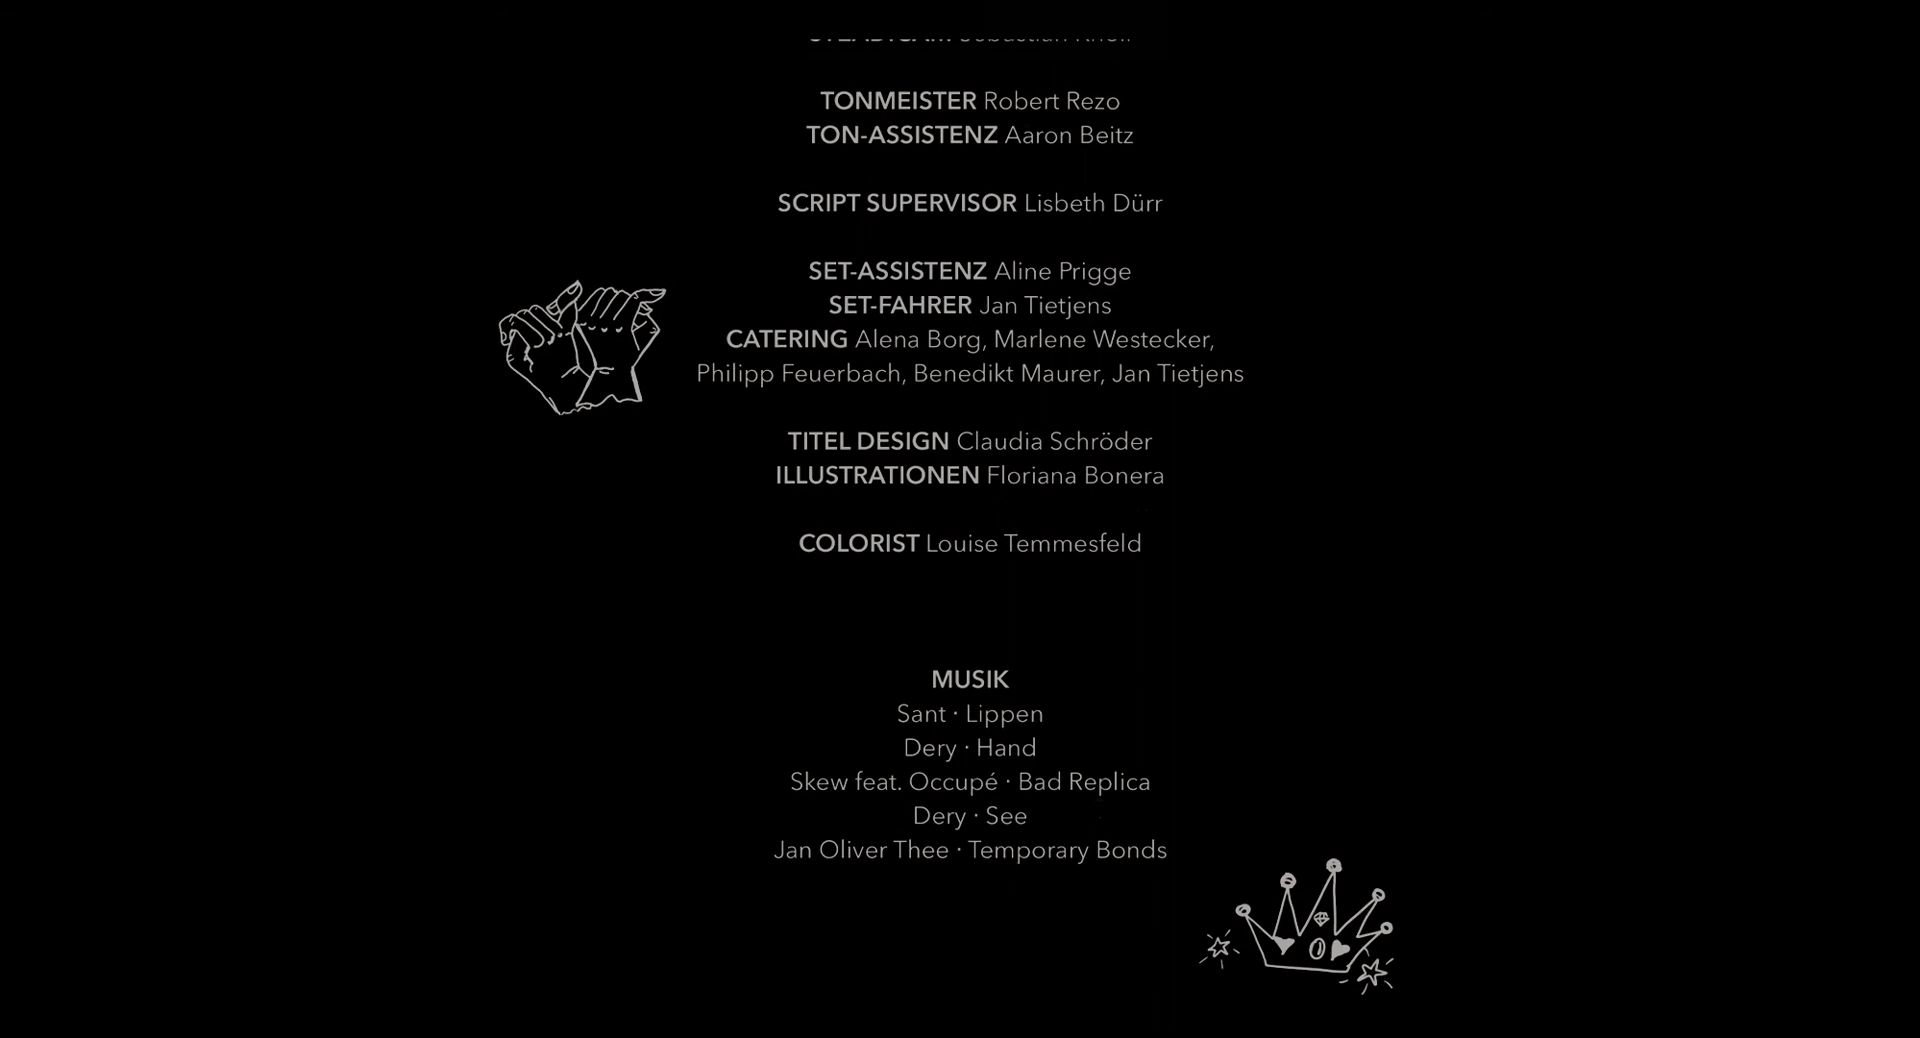 TONMEISTER Robert Rezo
TON-ASSISTENZ Aaron Beitz
SCRIPT SUPERVISOR Lisbeth Dürr
SET-ASSISTENZ Aline Prigge
SET-FAHRER Jan Tietjens
CATERING Alena Borg, Marlene Westecker,
Philipp Feuerbach, Benedikt Maurer, Jan Tietjens
TITEL DESIGN Claudia Schröder
ILLUSTRATIONEN Floriana Bonera
COLORIST Louise Temmesfeld
MUSIK
Sant · Lippen
Dery · Hand
Skew feat. Occupé · Bad Replica
Dery · See
Jan Oliver Thee · Temporary Bonds